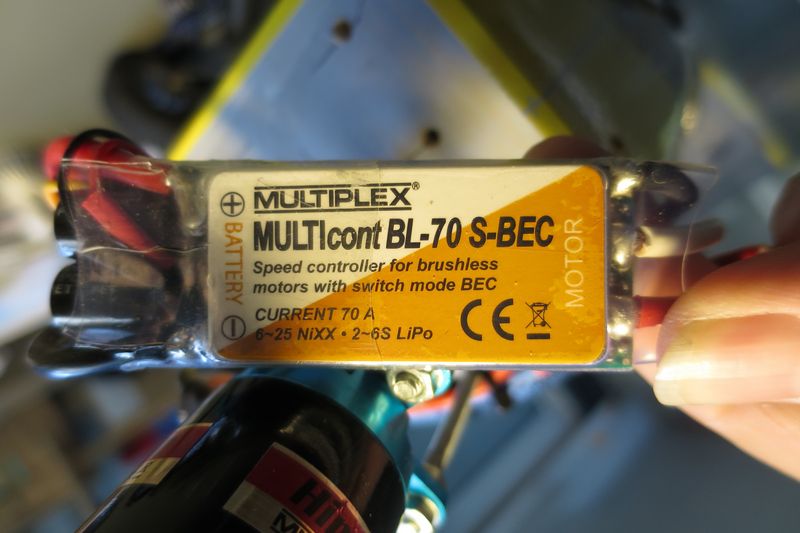 MULTIPLEX®
MULTIcont BL-70 S-BEC
Speed controller for brushless
motors with switch mode BEC
CURRENT 70 A
6~25 NiXX • 2~6S LiPo
CE
BATTERY
MOTOR